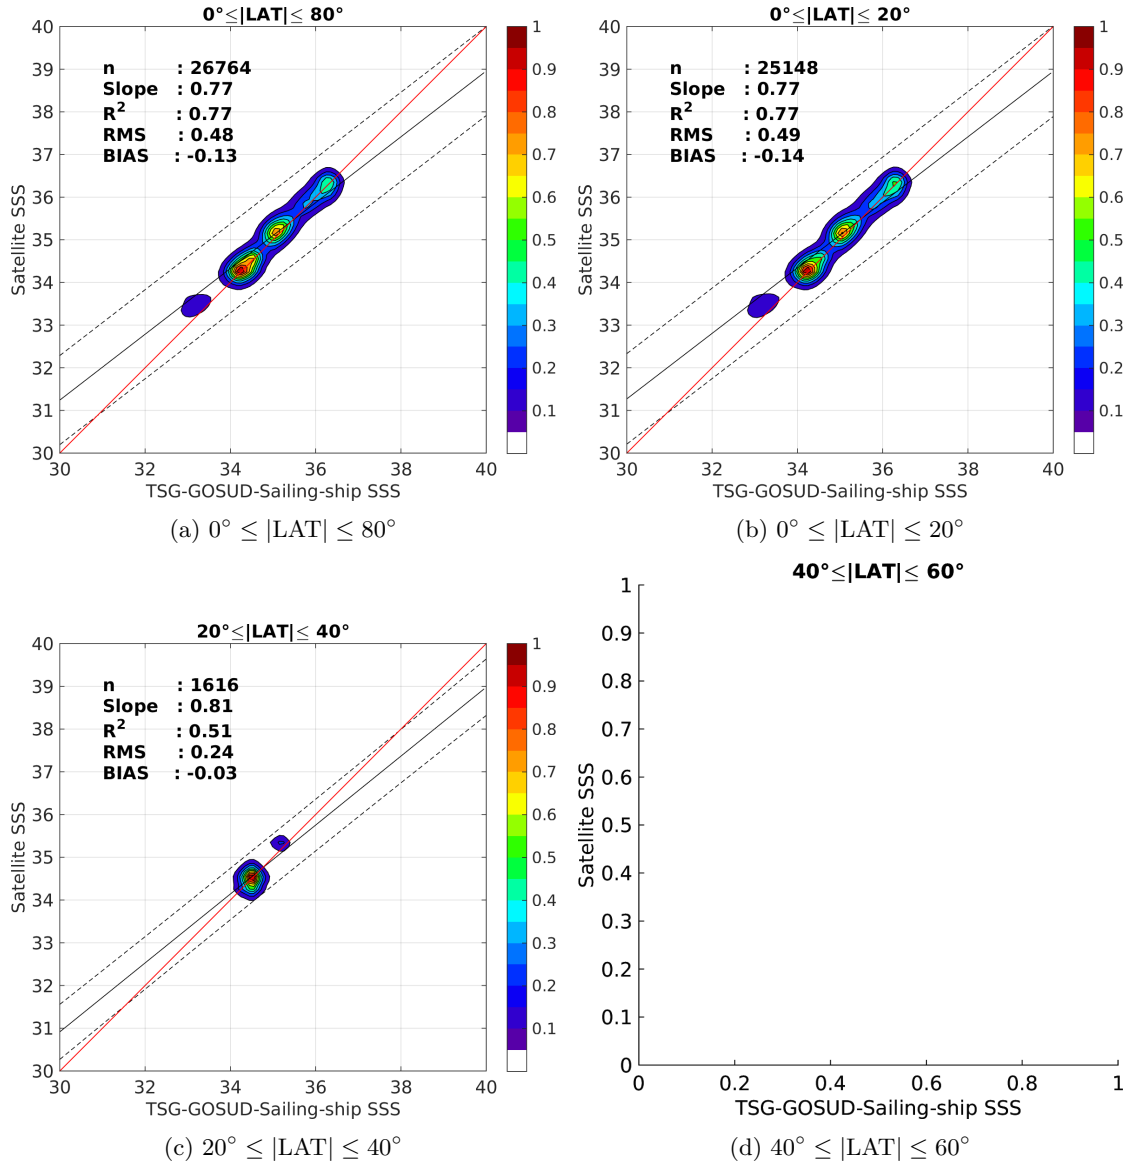 0°≤|LAT|≤ 80°
40
39
38
37
36
35
34
33
32
31
30
Satellite SSS
n : 26764
Slope : 0.77
R² : 0.77
RMS : 0.48
BIAS : -0.13
30 32 34 36 38 40
TSG-GOSUD-Sailing-ship SSS
1
0.9
0.8
0.7
0.6
0.5
0.4
0.3
0.2
0.1
(a) 0° ≤ |LAT| ≤ 80°
0°≤|LAT|≤ 20°
40
39
38
37
36
35
34
33
32
31
30
Satellite SSS
n : 25148
Slope : 0.77
R² : 0.77
RMS : 0.49
BIAS : -0.14
30 32 34 36 38 40
TSG-GOSUD-Sailing-ship SSS
1
0.9
0.8
0.7
0.6
0.5
0.4
0.3
0.2
0.1
(b) 0° ≤ |LAT| ≤ 20°
20°≤|LAT|≤ 40°
40
39
38
37
36
35
34
33
32
31
30
Satellite SSS
n : 1616
Slope : 0.81
R² : 0.51
RMS : 0.24
BIAS : -0.03
30 32 34 36 38 40
TSG-GOSUD-Sailing-ship SSS
1
0.9
0.8
0.7
0.6
0.5
0.4
0.3
0.2
0.1
(c) 20° ≤ |LAT| ≤ 40°
40°≤|LAT|≤ 60°
1
0.9
0.8
0.7
0.6
0.5
0.4
0.3
0.2
0.1
0
Satellite SSS
0 0.2 0.4 0.6 0.8 1
TSG-GOSUD-Sailing-ship SSS
(d) 40° ≤ |LAT| ≤ 60°